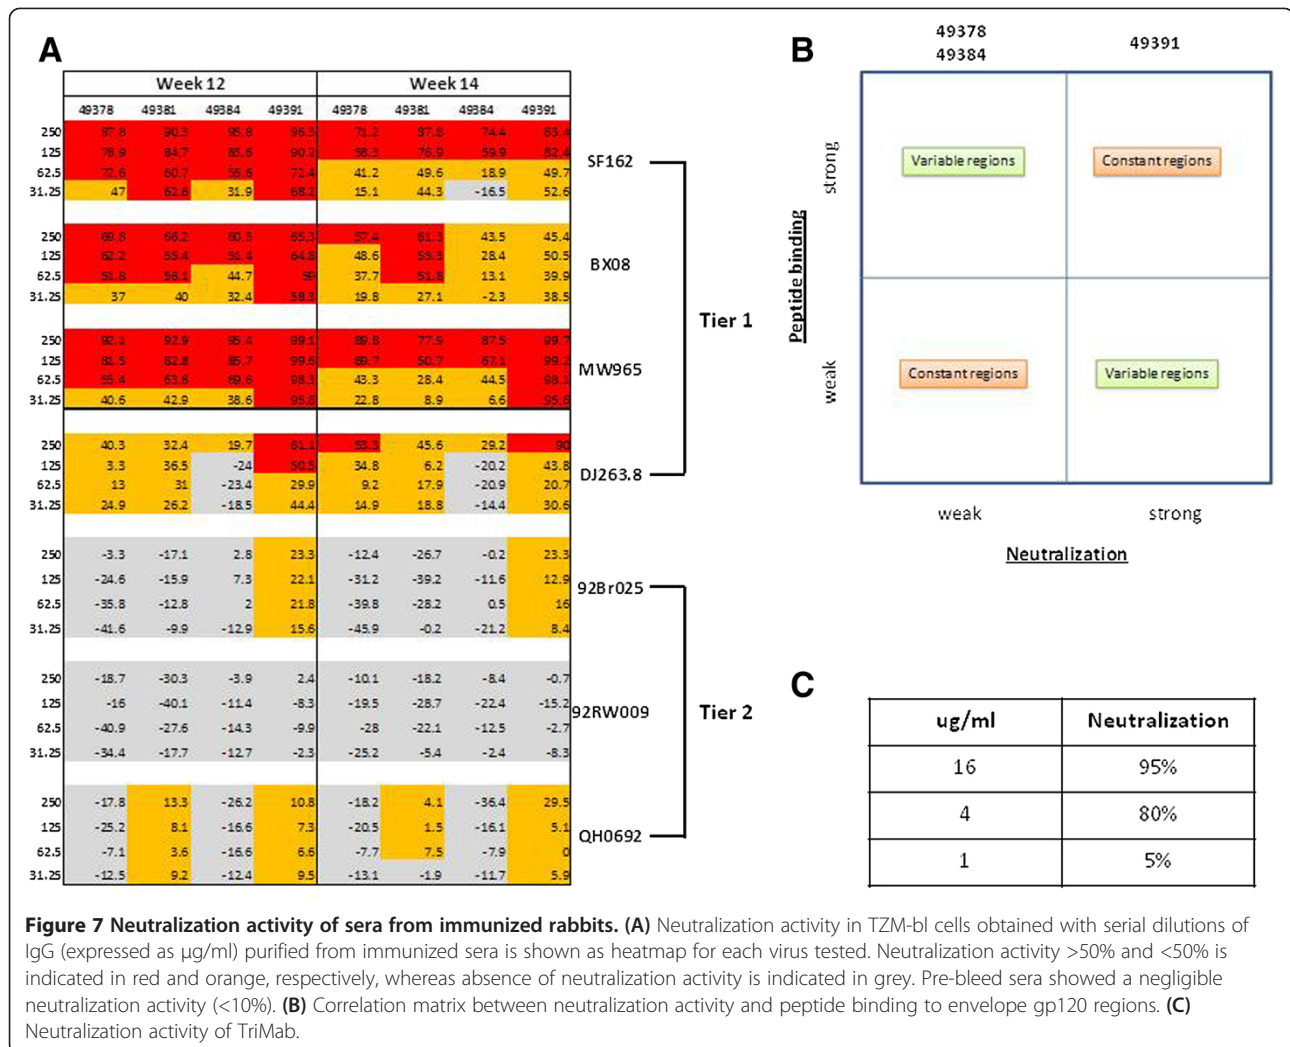 A
Week 12 Week 14
49378 49381 49384 49391 49378 49381 49384 49391
250 87.8 90.3 95.8 96.5 71.2 87.8 74.4 83.4
125 78.9 84.7 85.6 90.2 58.3 76.9 59.9 82.4
62.5 72.6 60.7 55.6 72.4 41.2 49.6 18.9 49.7
31.25 47 62.6 31.9 68.2 15.1 44.3 -16.5 52.6
SF162
250 69.8 66.2 60.3 65.3 57.4 61.3 43.5 45.4
125 62.2 55.4 51.4 64.8 48.6 55.3 28.4 50.5
62.5 51.8 56.1 44.7 59 37.7 51.8 13.1 39.9
31.25 37 40 32.4 58.3 19.8 27.1 -2.3 38.5
BX08
250 92.1 92.9 95.4 99.1 89.8 77.9 87.5 99.7
125 81.5 82.8 85.7 99.6 69.7 50.7 67.1 99.2
62.5 55.4 63.6 69.6 98.3 43.3 28.4 44.5 98.1
31.25 40.6 42.9 38.6 95.8 22.8 8.9 6.6 95.6
MW965
250 40.3 32.4 19.7 61.1 53.3 45.6 29.2 90
125 3.3 36.5 -24 50.5 34.8 6.2 -20.2 43.8
62.5 13 31 -23.4 29.9 9.2 17.9 -20.9 20.7
31.25 24.9 26.2 -18.5 44.4 14.9 18.8 -14.4 30.6
DJ263.8
Tier 1
250 -3.3 -17.1 2.8 23.3 -12.4 -26.7 -0.2 23.3
125 -24.6 -15.9 7.3 22.1 -31.2 -39.2 -11.6 12.9
62.5 -35.8 -12.8 2 21.8 -39.8 -28.2 0.5 16
31.25 -41.6 -9.9 -12.9 15.6 -45.9 -0.2 -21.2 8.4
92Br025
250 -18.7 -30.3 -3.9 2.4 -10.1 -18.2 -8.4 -0.7
125 -16 -40.1 -11.4 -8.3 -19.5 -28.7 -22.4 -15.2
62.5 -40.9 -27.6 -14.3 -9.9 -28 -22.1 -12.5 -2.7
31.25 -34.4 -17.7 -12.7 -2.3 -25.2 -5.4 -2.4 -8.3
92RW009
250 -17.8 13.3 -26.2 10.8 -18.2 4.1 -36.4 29.5
125 -25.2 8.1 -16.6 7.3 -20.5 1.5 -16.1 5.1
62.5 -7.1 3.6 -16.6 6.6 -7.7 7.5 -7.9 0
31.25 -12.5 9.2 -12.4 9.5 -13.1 -1.9 -11.7 5.9
QH0692
Tier 2
B
49378
49384
49391
Peptide binding
strong
Variable regions Constant regions
weak
Constant regions Variable regions
weak strong
Neutralization
C
ug/ml Neutralization
16 95%
4 80%
1 5%
Figure 7 Neutralization activity of sera from immunized rabbits. (A) Neutralization activity in TZM-bl cells obtained with serial dilutions of
IgG (expressed as μg/ml) purified from immunized sera is shown as heatmap for each virus tested. Neutralization activity >50% and <50% is
indicated in red and orange, respectively, whereas absence of neutralization activity is indicated in grey. Pre-bleed sera showed a negligible
neutralization activity (<10%). (B) Correlation matrix between neutralization activity and peptide binding to envelope gp120 regions. (C)
Neutralization activity of TriMab.